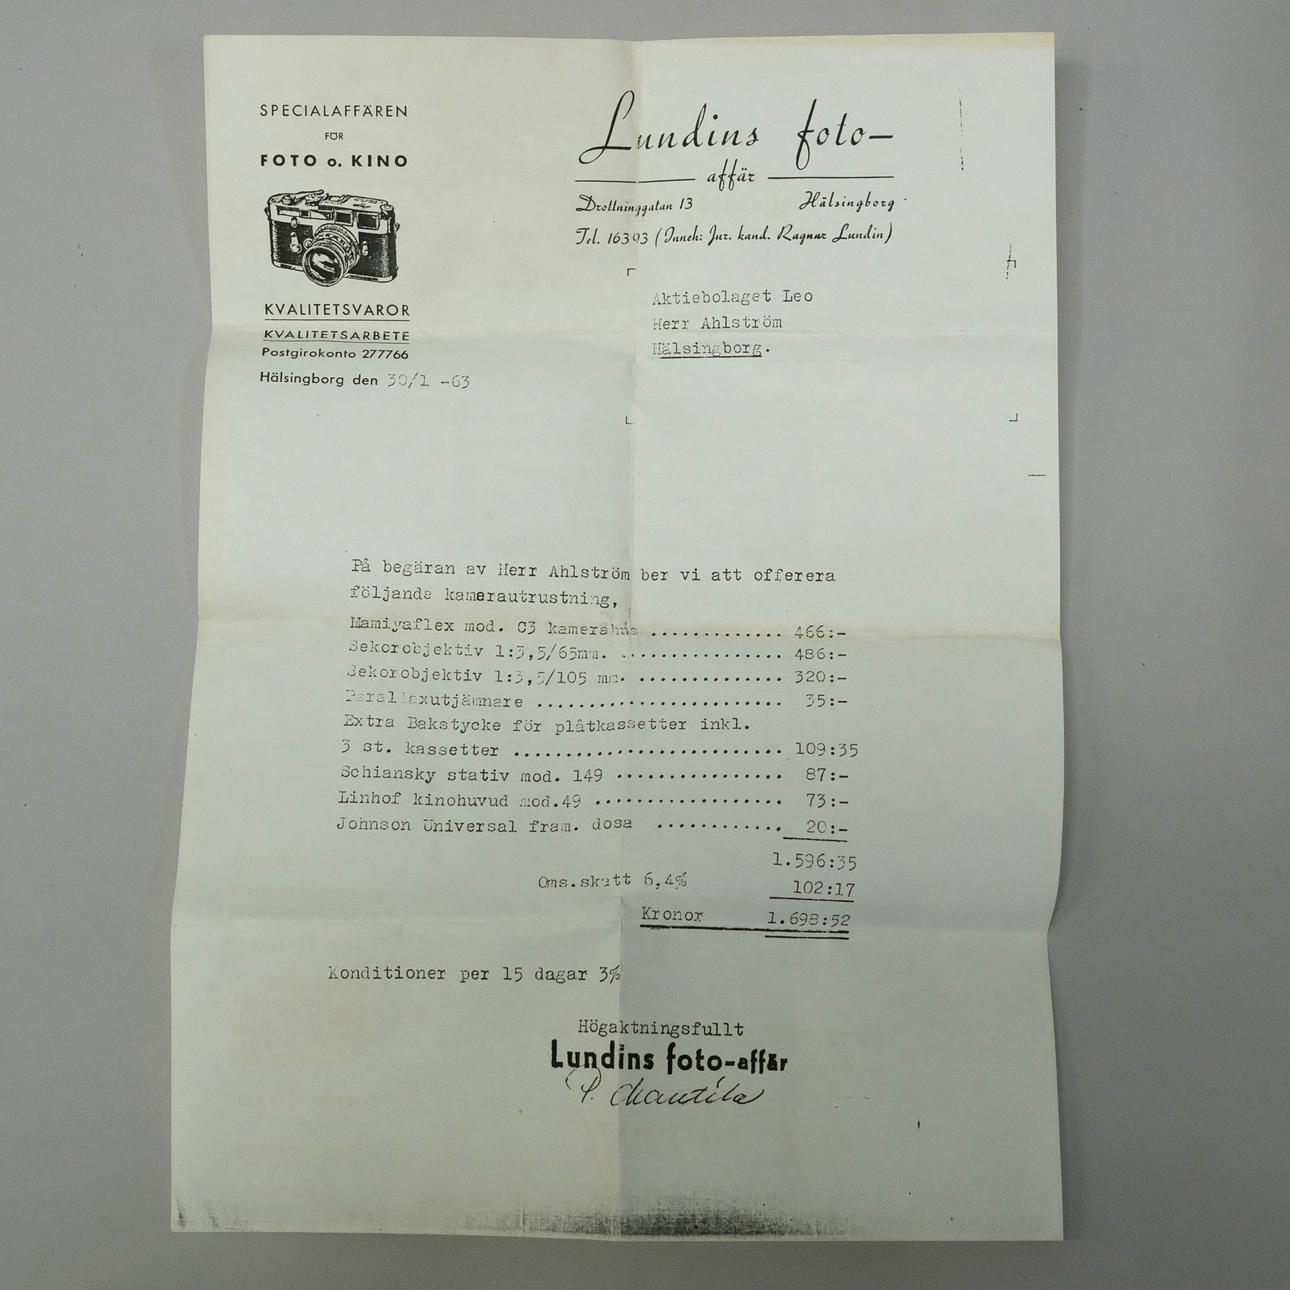 SPECIALAFFÄREN
FÖR
FOTO o. KINO
KVALITETSVAROR
KVALITETSARBETE
Postgirokonto 277766
Hälsingborg den 30/1 -63
Lundins foto-
affär
Drottninggatan 13 Hälsingborg
Tel. 16393 (Inneh: Jur. kand. Ragnar Lundin)
Aktiebolaget Leo
Herr Ahlström
Hälsingborg.
På begäran av Herr Ahlström ber vi att offerera
följande kamerautrustning,
Mamiyaflex mod. C3 kamerahus ............. 466:-
Sekorobjektiv 1:3,5/65mm. ................ 486:-
Sekorobjektiv 1:3,5/105 mm. .............. 320:-
Parallaxutjämnare ........................ 35:-
Extra Bakstycke för plåtkassetter inkl.
3 st. kassetter .......................... 109:35
Schiansky stativ mod. 149 ................ 87:-
Linhof kinohuvud mod.49 .................. 73:-
Johnson Universal fram. dosa ............ 20:-
1.596:35
Oms.skatt 6,4% 102:17
Kronor 1.698:52
Konditioner per 15 dagar 3%
Högaktningsfullt
Lundins foto-affär